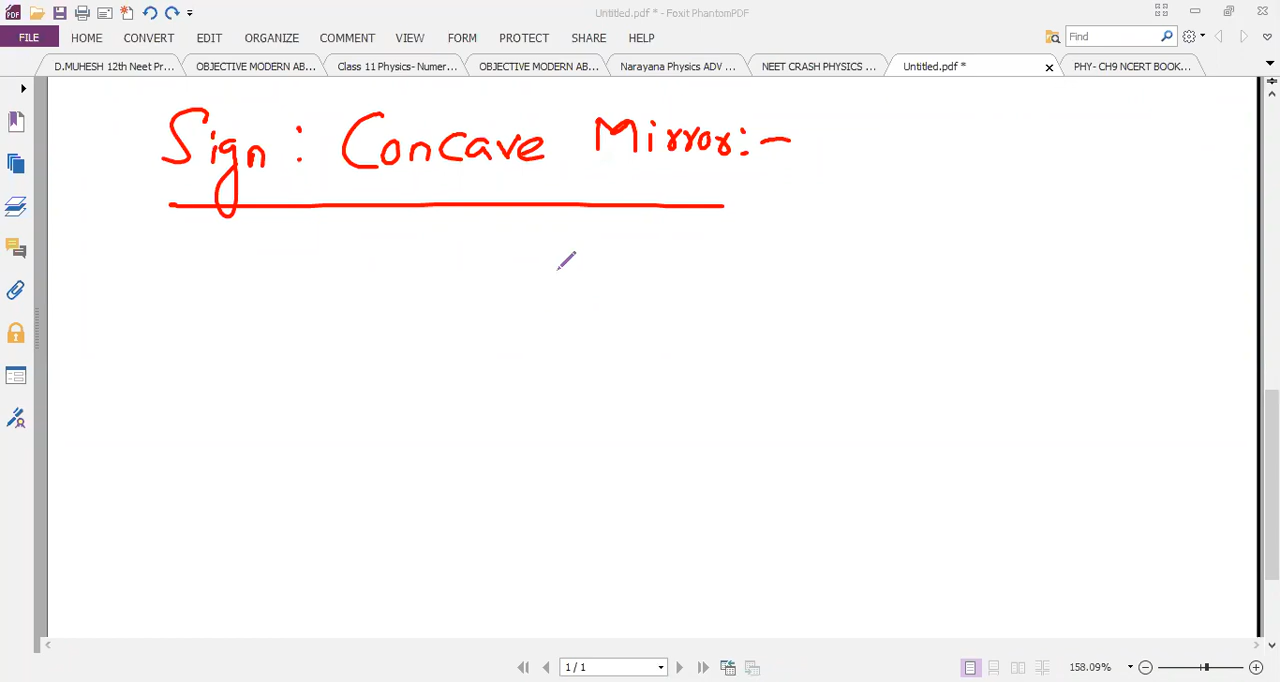 Untitled.pdf * - Foxit PhantomPDF
FILE HOME CONVERT EDIT ORGANIZE COMMENT VIEW FORM PROTECT SHARE HELP Find
D.MUHESH 12th Neet Pr... OBJECTIVE MODERN AB... Class 11 Physics- Numer... OBJECTIVE MODERN AB... Narayana Physics ADV ... NEET CRASH PHYSICS ... Untitled.pdf * PHY- CH9 NCERT BOOK...
Sign : Concave Mirror:-
1 / 1 158.09%